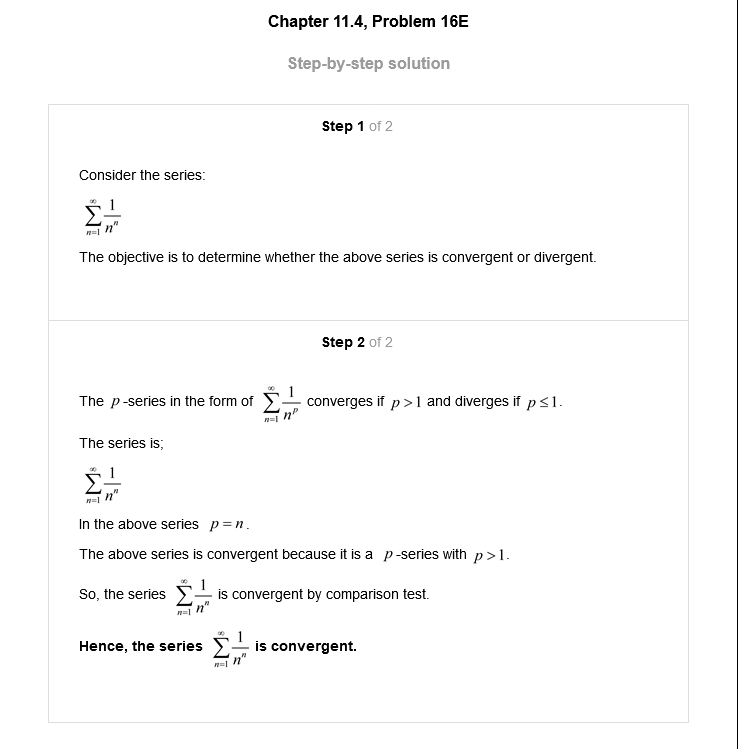 Chapter 11.4, Problem 16E
Step-by-step solution
Step 1 of 2
Consider the series:
$\sum_{n=1}^{\infty} \frac{1}{n^n}$
The objective is to determine whether the above series is convergent or divergent.
Step 2 of 2
The $p$-series in the form of $\sum_{n=1}^{\infty} \frac{1}{n^p}$ converges if $p > 1$ and diverges if $p \leq 1$.
The series is;
$\sum_{n=1}^{\infty} \frac{1}{n^n}$
In the above series $p = n$.
The above series is convergent because it is a $p$-series with $p > 1$.
So, the series $\sum_{n=1}^{\infty} \frac{1}{n^n}$ is convergent by comparison test.
Hence, the series $\sum_{n=1}^{\infty} \frac{1}{n^n}$ is convergent.